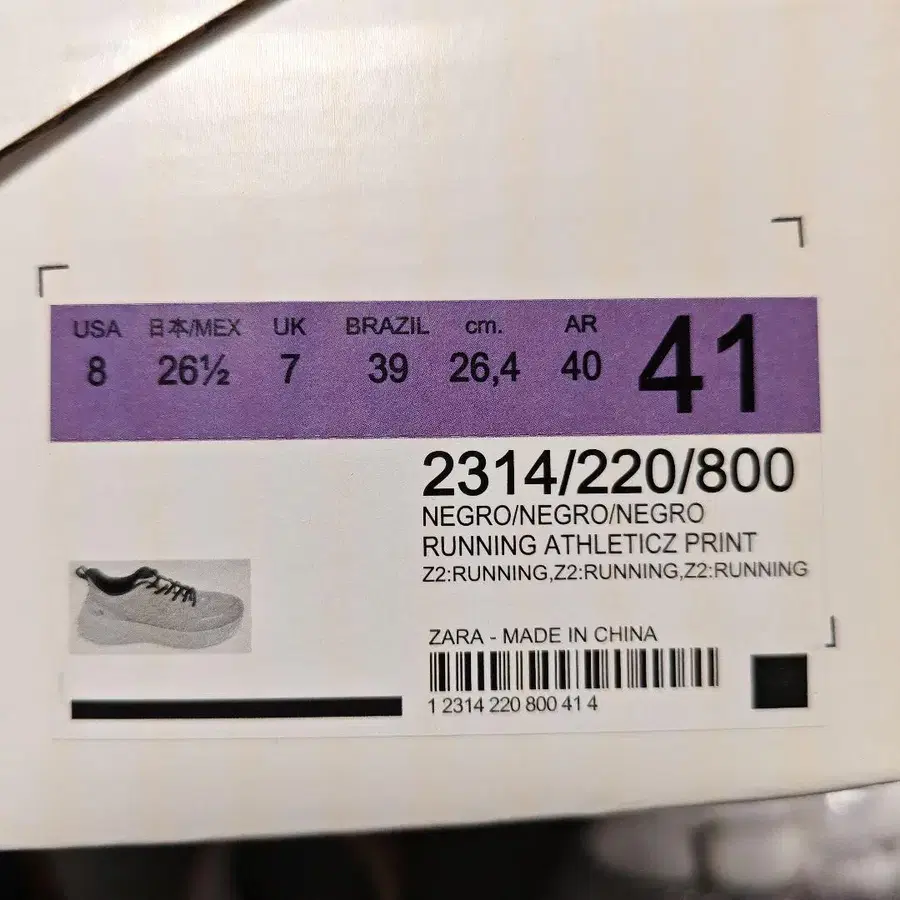 USA 日本/MEX UK BRAZIL cm. AR
8 26½ 7 39 26,4 40 41
2314/220/800
NEGRO/NEGRO/NEGRO
RUNNING ATHLETICZ PRINT
Z2:RUNNING,Z2:RUNNING,Z2:RUNNING
ZARA - MADE IN CHINA
1 2314 220 800 41 4